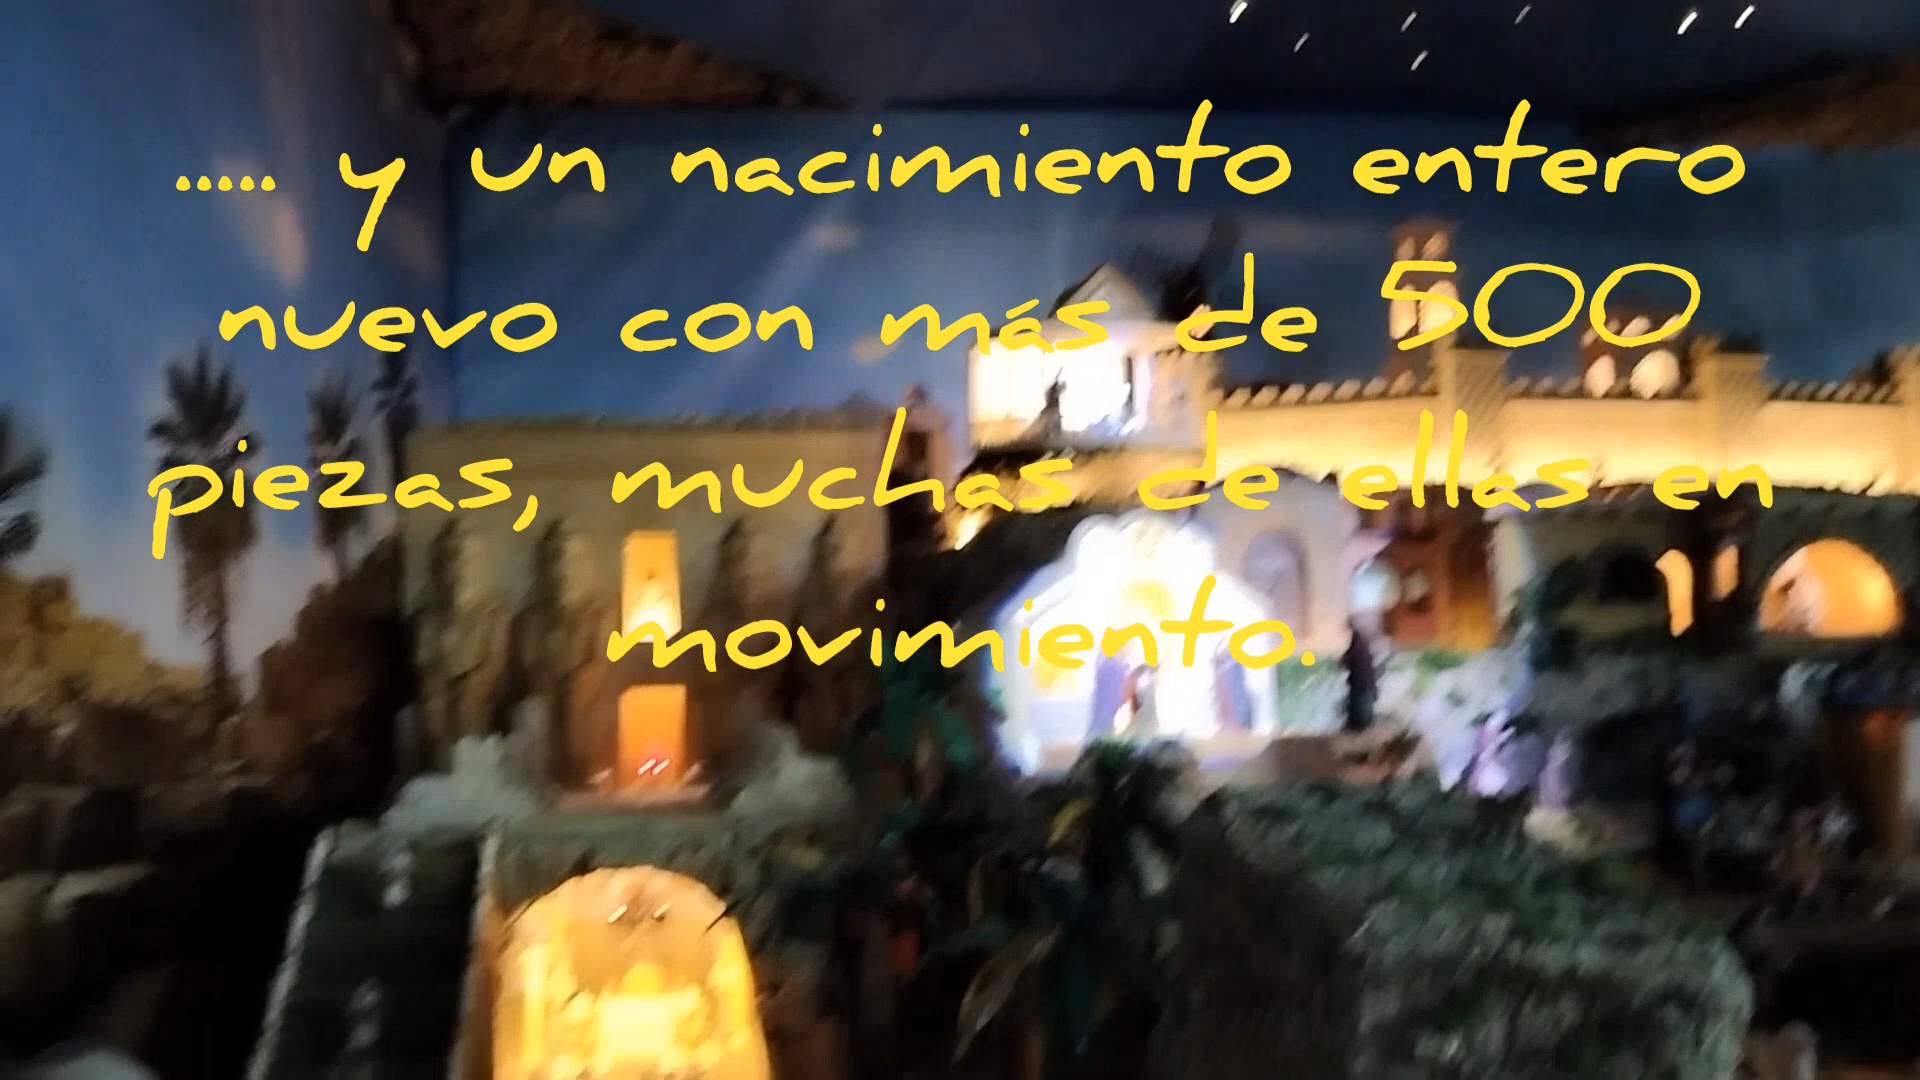 ..... y un nacimiento entero
nuevo con más de 500
piezas, muchas de ellas en
movimiento.